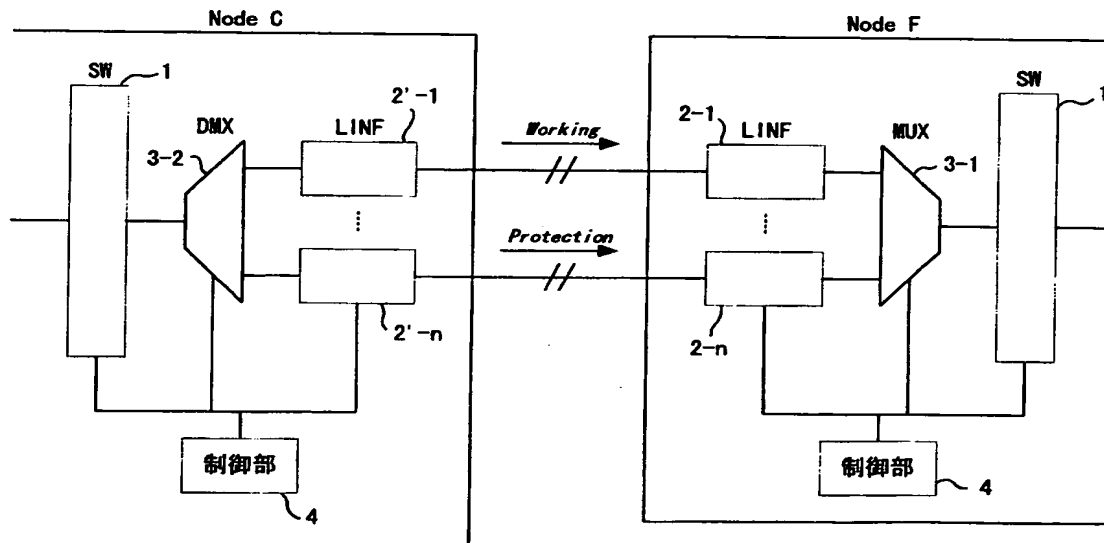 Node C
SW
1
DMX
3-2
LINF
2'-1
2'-n
制御部
4
Working
Protection
Node F
2-1
LINF
2-n
MUX
3-1
SW
1
制御部
4